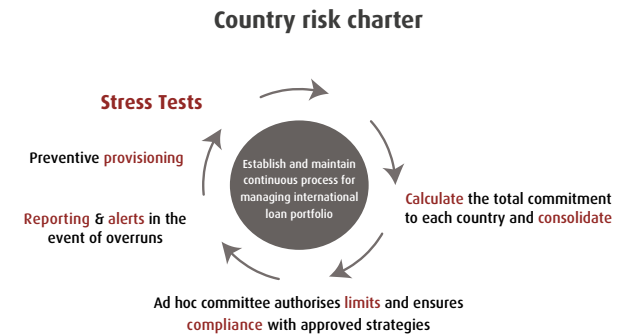 Country risk charter
Stress Tests
Preventive provisioning
Establish and maintain
continuous process for
managing international
loan portfolio
Calculate the total commitment
to each country and consolidate
Reporting & alerts in the
event of overruns
Ad hoc committee authorises limits and ensures
compliance with approved strategies